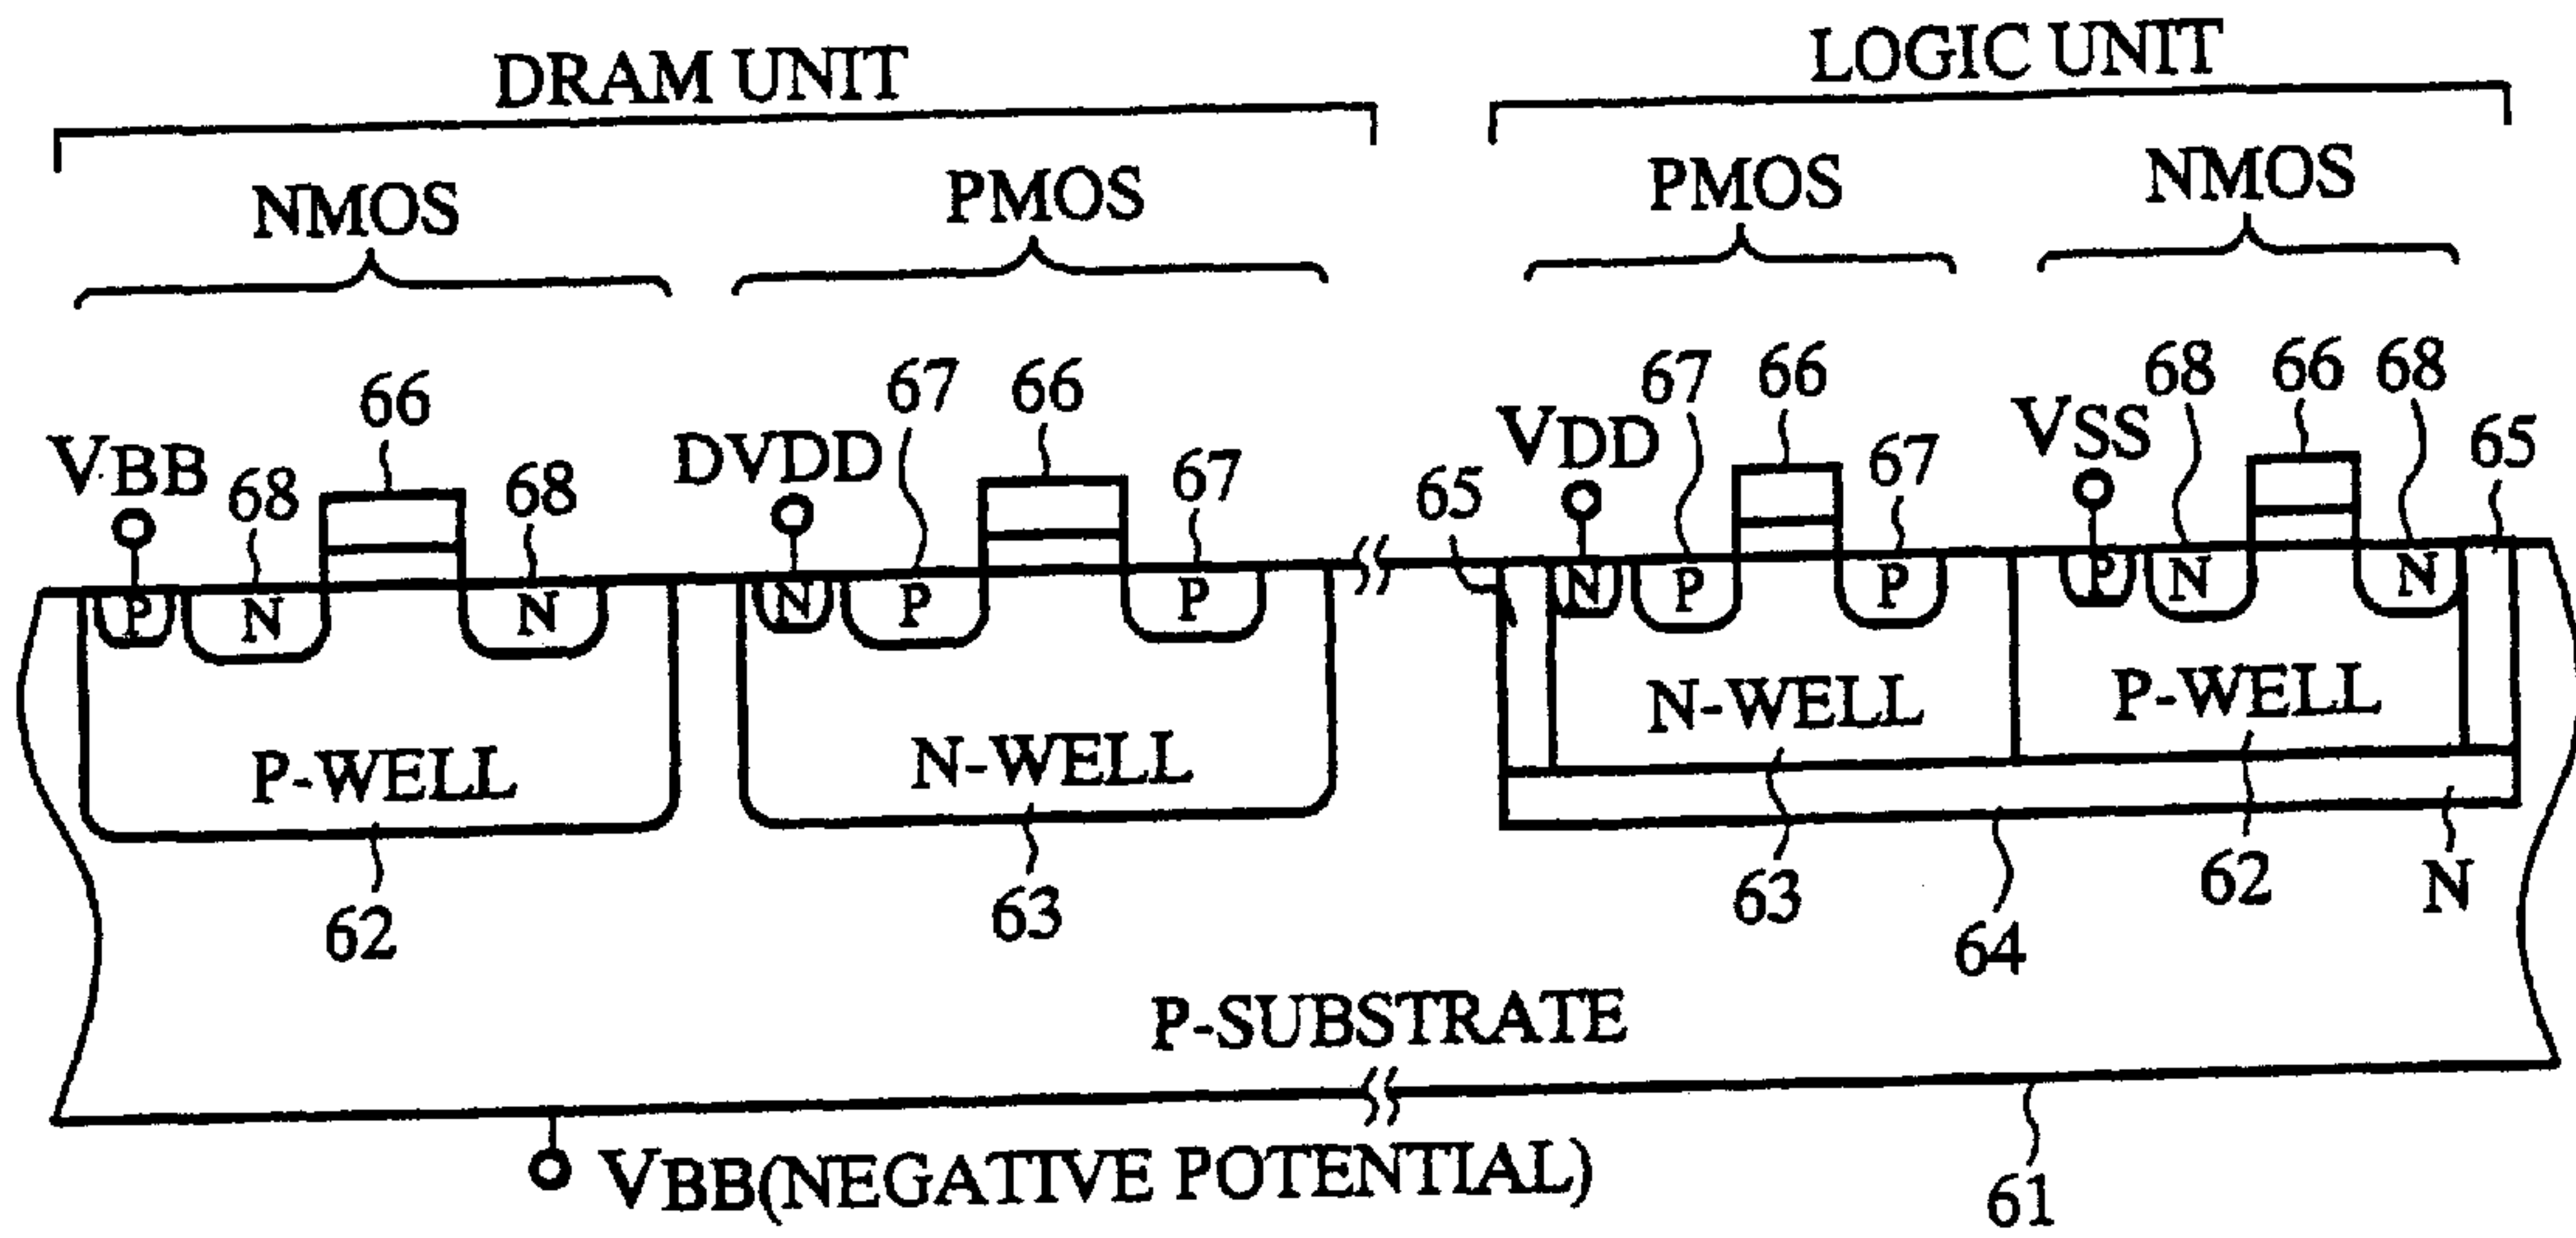 DRAM UNIT
LOGIC UNIT
NMOS
PMOS
PMOS
NMOS
66
67
66
67
66
68
66
68
VBB
68
68
DVDD
67
65
VDD
67
VSS
65
P
N
N
N
P
P
N
P
P
P
N
N
P-WELL
N-WELL
N-WELL
P-WELL
62
63
63
64
62
N
P-SUBSTRATE
VBB(NEGATIVE POTENTIAL)
61